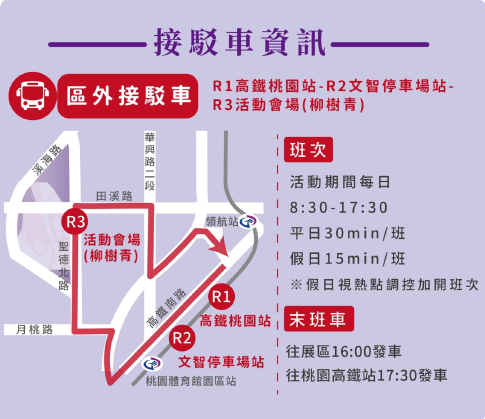 接駁車資訊
區外接駁車
R1高鐵桃園站-R2文智停車場站-
R3活動會場(柳樹青)
溪海路
華興路二段
田溪路
領航站
R3
活動會場
(柳樹青)
聖德北路
高鐵南路
R1
高鐵桃園站
月桃路
R2
文智停車場站
桃園體育館園區站
班次
活動期間每日
8:30-17:30
平日30min/班
假日15min/班
※假日視熱點調控加開班次
末班車
往展區16:00發車
往桃園高鐵站17:30發車